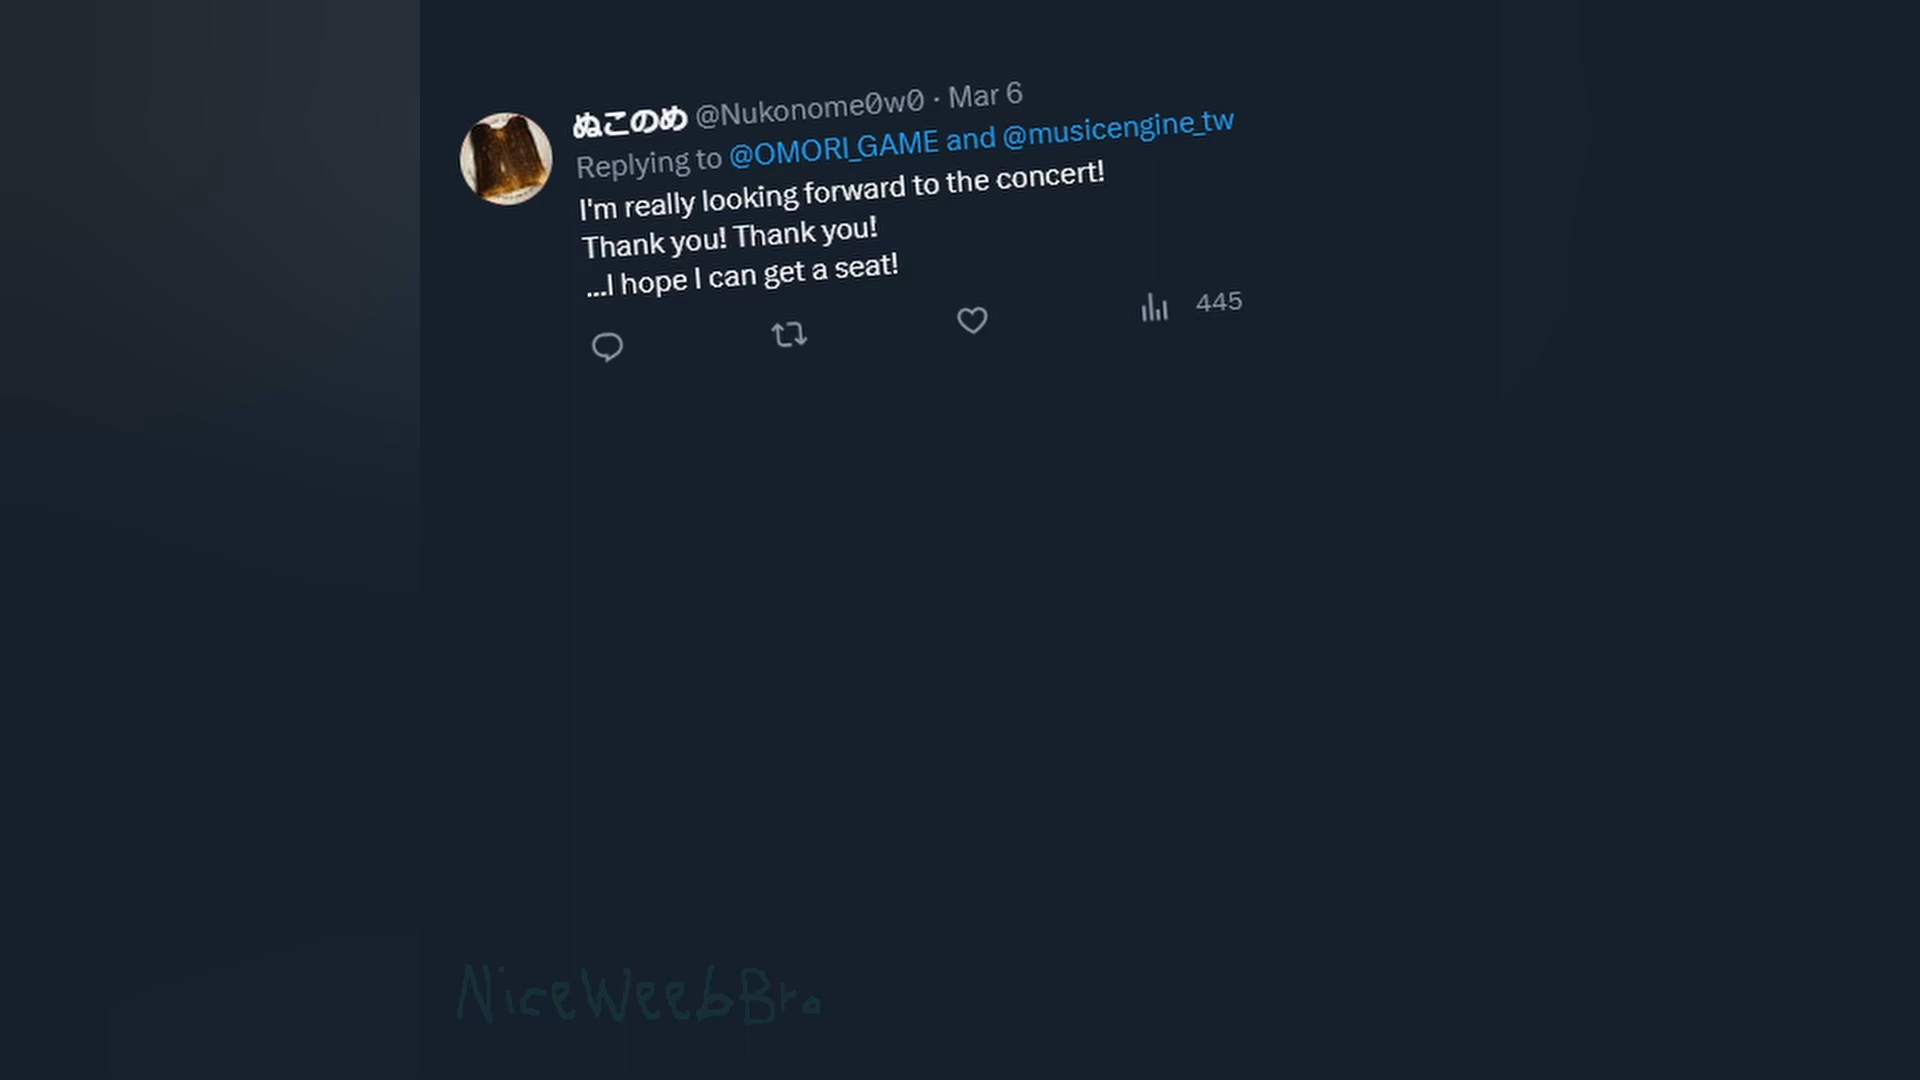 ぬこのめ @Nukonome0w0 · Mar 6
Replying to @OMORI_GAME and @musicengine_tw
I'm really looking forward to the concert!
Thank you! Thank you!
...I hope I can get a seat!
445
NiceWeebBro